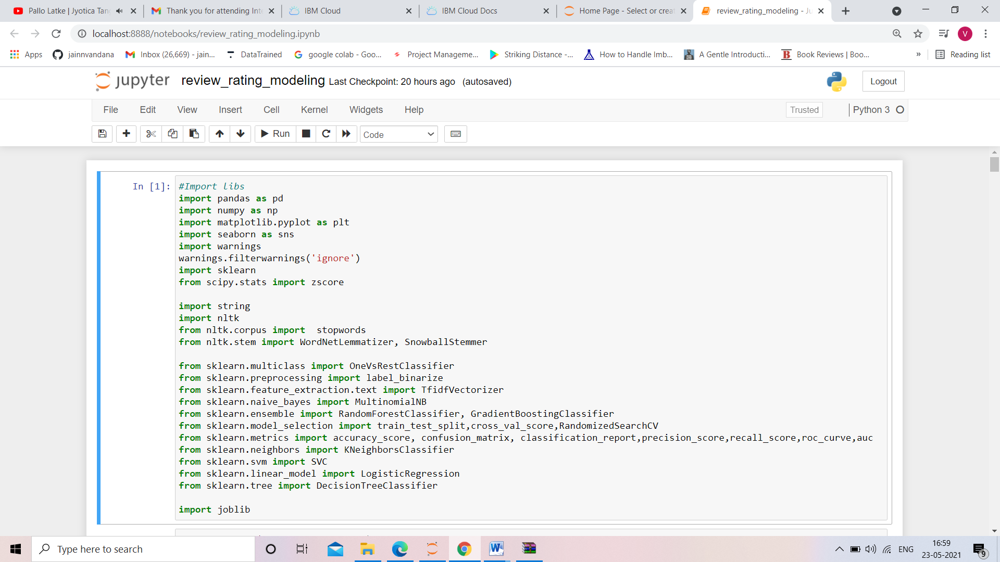 Pallo Latke | Jyotica Tan
Thank you for attending Inte
IBM Cloud
IBM Cloud Docs
Home Page - Select or creat
review_rating_modeling - Ju
localhost:8888/notebooks/review_rating_modeling.ipynb
V
Apps
jainnvandana
Inbox (26,669) - jain...
DataTrained
google colab - Goo...
Project Manageme...
Striking Distance -...
How to Handle Imb...
A Gentle Introducti...
Book Reviews | Boo...
»
Reading list
jupyter review_rating_modeling Last Checkpoint: 20 hours ago (autosaved)
Logout
File Edit View Insert Cell Kernel Widgets Help
Trusted
Python 3
Run
Code
In [1]:
#Import libs
import pandas as pd
import numpy as np
import matplotlib.pyplot as plt
import seaborn as sns
import warnings
warnings.filterwarnings('ignore')
import sklearn
from scipy.stats import zscore
import string
import nltk
from nltk.corpus import  stopwords
from nltk.stem import WordNetLemmatizer, SnowballStemmer
from sklearn.multiclass import OneVsRestClassifier
from sklearn.preprocessing import label_binarize
from sklearn.feature_extraction.text import TfidfVectorizer
from sklearn.naive_bayes import MultinomialNB
from sklearn.ensemble import RandomForestClassifier, GradientBoostingClassifier
from sklearn.model_selection import train_test_split,cross_val_score,RandomizedSearchCV
from sklearn.metrics import accuracy_score, confusion_matrix, classification_report,precision_score,recall_score,roc_curve,auc
from sklearn.neighbors import KNeighborsClassifier
from sklearn.svm import SVC
from sklearn.linear_model import LogisticRegression
from sklearn.tree import DecisionTreeClassifier
import joblib
Type here to search
ENG
16:59
23-05-2021
9